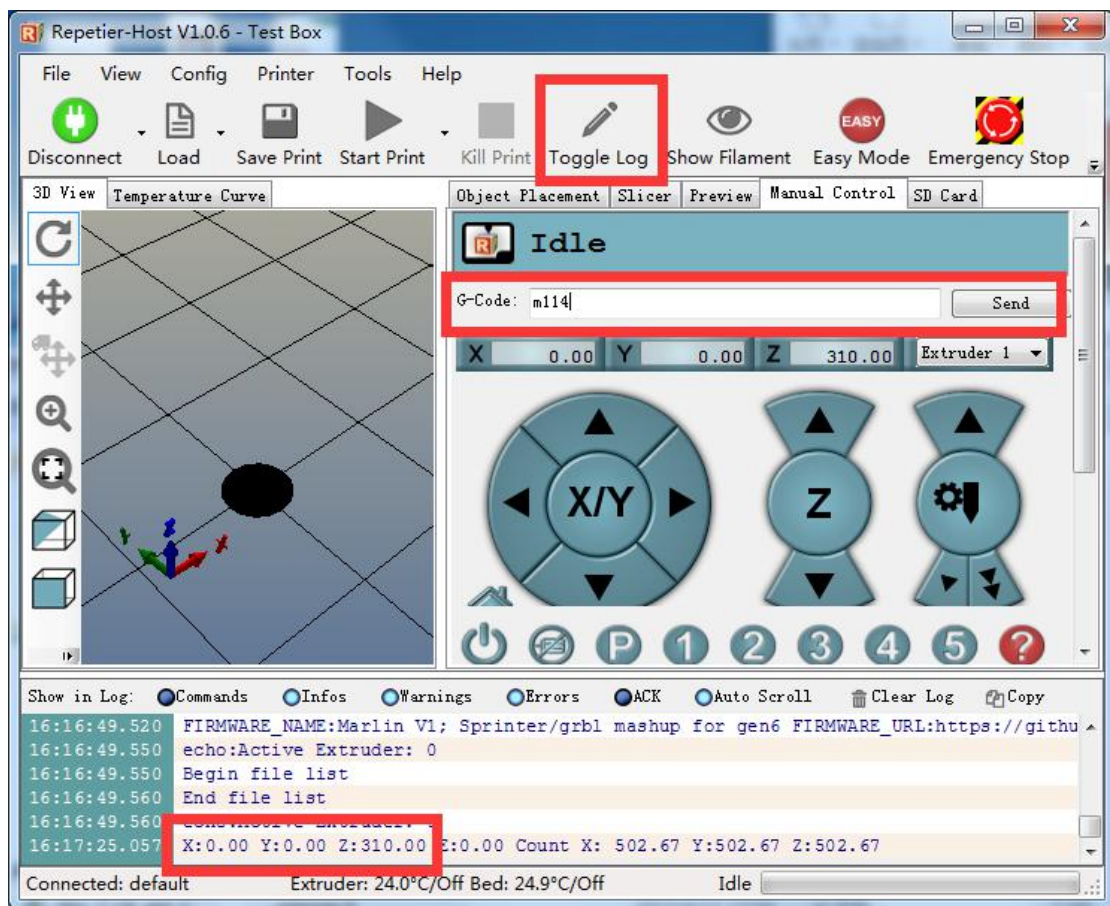 Repetier-Host V1.0.6 - Test Box
File View Config Printer Tools Help
EASY
Disconnect Load Save Print Start Print Kill Print Toggle Log Show Filament Easy Mode Emergency Stop
3D View Temperature Curve
Object Placement Slicer Preview Manual Control SD Card
R
Idle
G-Code: m114 Send
X 0.00 Y 0.00 Z 310.00 Extruder 1
X/Y
Z
P 1 2 3 4 5 ?
Show in Log: Commands Infos Warnings Errors ACK Auto Scroll Clear Log Copy
16:16:49.520 FIRMWARE_NAME:Marlin V1; Sprinter/grbl mashup for gen6 FIRMWARE_URL:https://githu
16:16:49.550 echo:Active Extruder: 0
16:16:49.550 Begin file list
16:16:49.560 End file list
16:16:49.560
16:17:25.057 X:0.00 Y:0.00 Z:310.00 E:0.00 Count X: 502.67 Y:502.67 Z:502.67
Connected: default Extruder: 24.0°C/Off Bed: 24.9°C/Off Idle